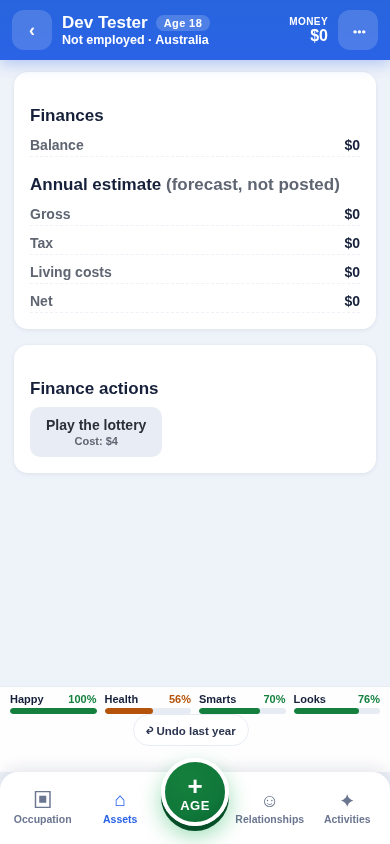 ‹
Dev Tester Age 18
Not employed · Australia
MONEY
$0
•••
Finances
Balance $0
Annual estimate (forecast, not posted)
Gross $0
Tax $0
Living costs $0
Net $0
Finance actions
Play the lottery
Cost: $4
Happy 100% Health 56% Smarts 70% Looks 76%
Undo last year
+
AGE
Occupation Assets Relationships Activities